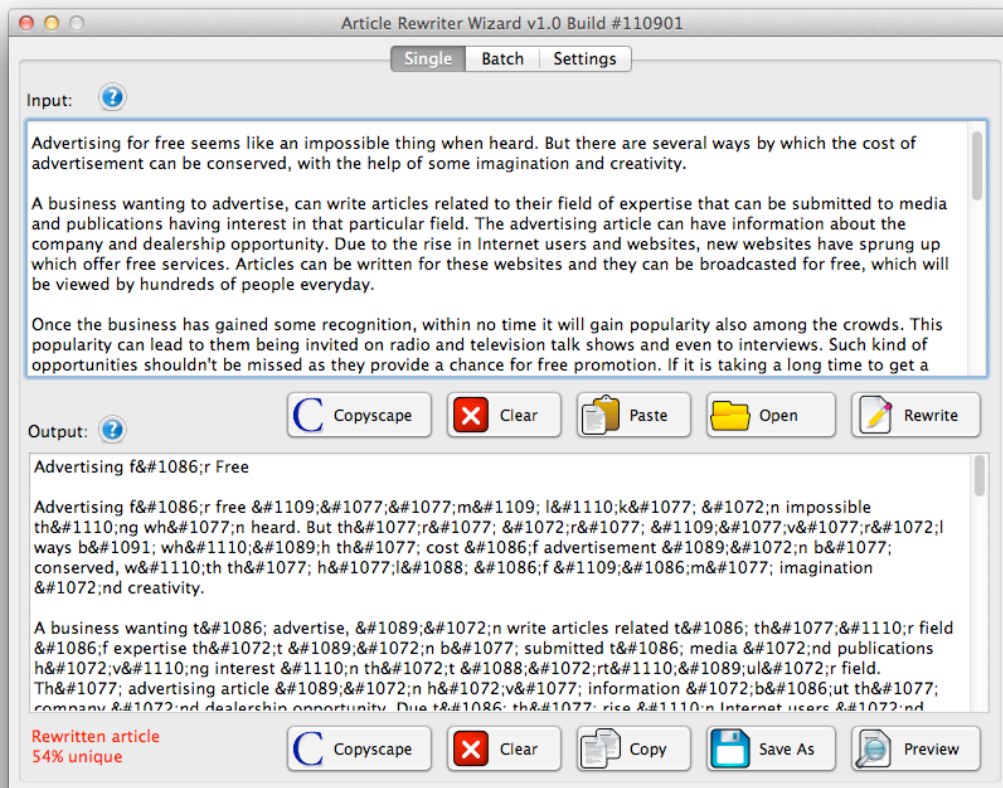 Article Rewriter Wizard v1.0 Build #110901
Single Batch Settings
Input:
Advertising for free seems like an impossible thing when heard. But there are several ways by which the cost of
advertisement can be conserved, with the help of some imagination and creativity.
A business wanting to advertise, can write articles related to their field of expertise that can be submitted to media
and publications having interest in that particular field. The advertising article can have information about the
company and dealership opportunity. Due to the rise in Internet users and websites, new websites have sprung up
which offer free services. Articles can be written for these websites and they can be broadcasted for free, which will
be viewed by hundreds of people everyday.
Once the business has gained some recognition, within no time it will gain popularity also among the crowds. This
popularity can lead to them being invited on radio and television talk shows and even to interviews. Such kind of
opportunities shouldn't be missed as they provide a chance for free promotion. If it is taking a long time to get a
Copyscape Clear Paste Open Rewrite
Output:
Advertising f&#1086;r Free
Advertising f&#1086;r free &#1109;&#1077;&#1077;m&#1109; l&#1110;k&#1077; &#1072;n impossible
th&#1110;ng wh&#1077;n heard. But th&#1077;r&#1077; &#1072;r&#1077; &#1109;&#1077;v&#1077;r&#1072;l
ways b&#1091; wh&#1110;&#1089;h th&#1077; cost &#1086;f advertisement &#1089;&#1072;n b&#1077;
conserved, w&#1110;th th&#1077; h&#1077;l&#1088; &#1086;f &#1109;&#1086;m&#1077; imagination
&#1072;nd creativity.
A business wanting t&#1086; advertise, &#1089;&#1072;n write articles related t&#1086; th&#1077;&#1110;r field
&#1086;f expertise th&#1072;t &#1089;&#1072;n b&#1077; submitted t&#1086; media &#1072;nd publications
h&#1072;v&#1110;ng interest &#1110;n th&#1072;t &#1088;&#1072;rt&#1110;&#1089;ul&#1072;r field.
Th&#1077; advertising article &#1089;&#1072;n h&#1072;v&#1077; information &#1072;b&#1086;ut th&#1077;
company &#1072;nd dealership opportunity. Due t&#1086; th&#1077; rise &#1110;n Internet users &#1072;nd
Rewritten article
54% unique
Copyscape Clear Copy Save As Preview